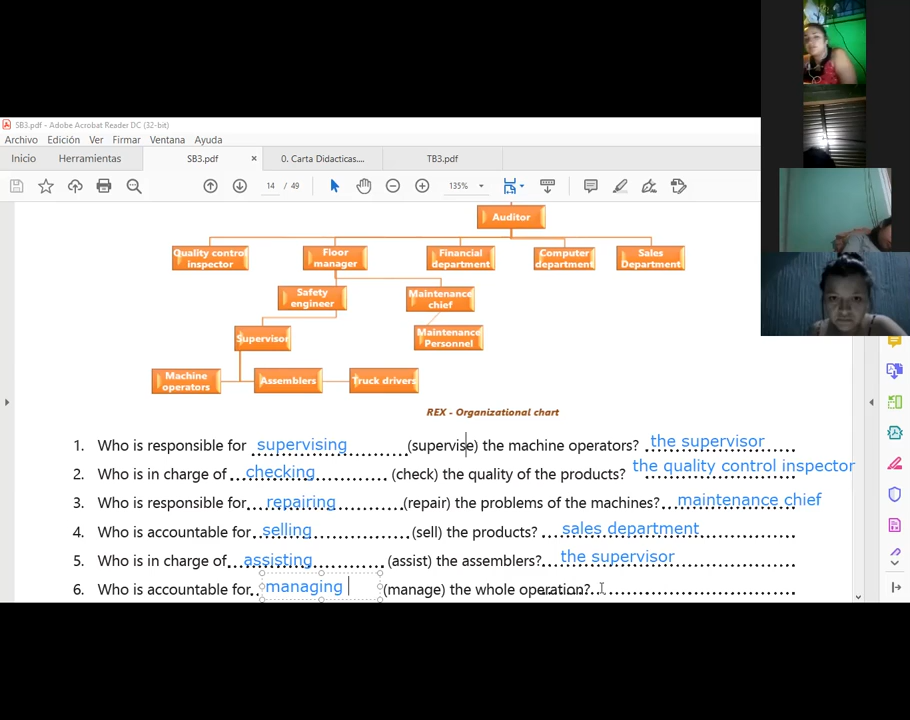 SB3.pdf - Adobe Acrobat Reader DC (32-bit)
Archivo Edición Ver Firmar Ventana Ayuda
Inicio Herramientas SB3.pdf × 0. Carta Didacticas.... TB3.pdf
14 / 49 135%
Auditor
Quality control inspector
Floor manager
Financial department
Computer department
Sales Department
Safety engineer
Maintenance chief
Supervisor
Maintenance Personnel
Machine operators
Assemblers
Truck drivers
REX - Organizational chart
1. Who is responsible for supervising (supervise) the machine operators? the supervisor
2. Who is in charge of checking (check) the quality of the products? the quality control inspector
3. Who is responsible for repairing (repair) the problems of the machines? maintenance chief
4. Who is accountable for selling (sell) the products? sales department
5. Who is in charge of assisting (assist) the assemblers? the supervisor
6. Who is accountable for managing (manage) the whole operation?